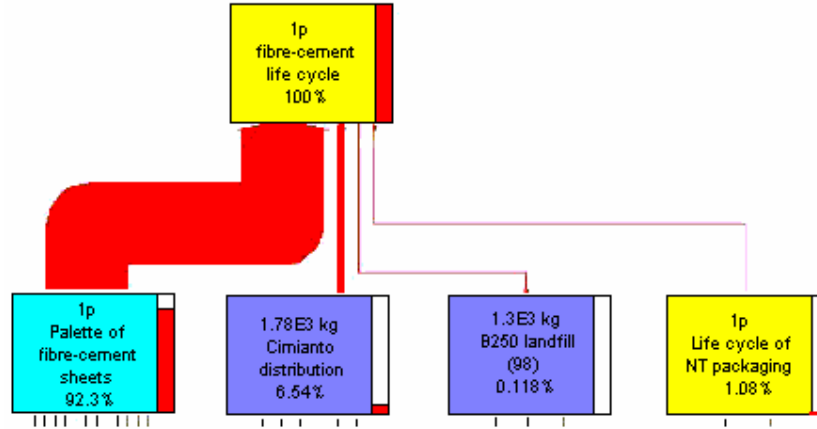 1p
fibre-cement
life cycle
100%
1p
Palette of
fibre-cement
sheets
92.3%
1.78E3 kg
Cimianto
distribution
6.54%
1.3E3 kg
B250 landfill
(98)
0.118%
1p
Life cycle of
NT packaging
1.08%